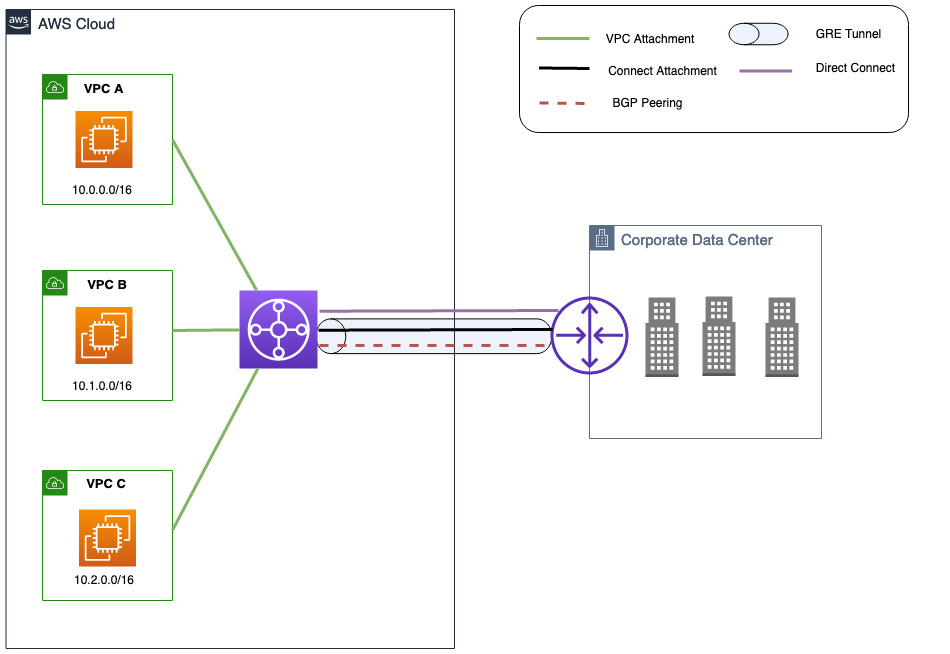 aws
AWS Cloud
VPC Attachment
GRE Tunnel
Connect Attachment
Direct Connect
BGP Peering
VPC A
10.0.0.0/16
VPC B
10.1.0.0/16
VPC C
10.2.0.0/16
Corporate Data Center